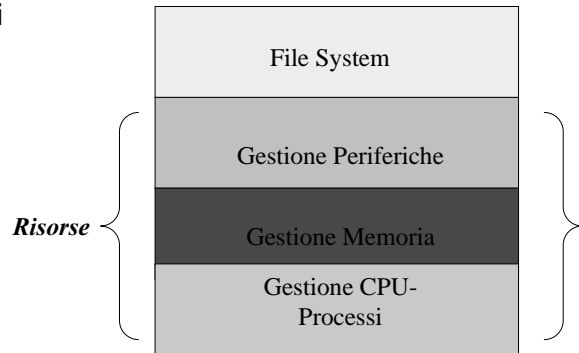 i
File System
Gestione Periferiche
Risorse
Gestione Memoria
Gestione CPU-
Processi